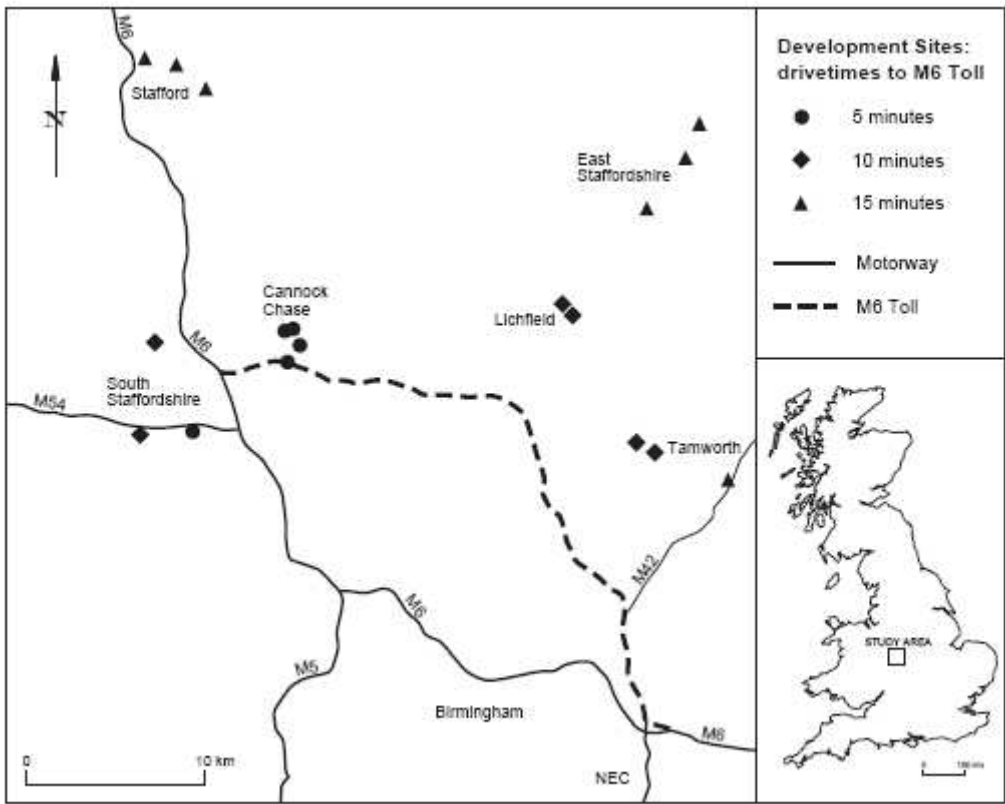 M6
N
Stafford
East
Staffordshire
Cannock
Chase
Lichfield
M6
South
Staffordshire
M54
Tamworth
M42
M6
M5
Birmingham
M6
NEC
0
10 km
Development Sites:
drivetimes to M6 Toll
5 minutes
10 minutes
15 minutes
Motorway
M6 Toll
STUDY AREA
0